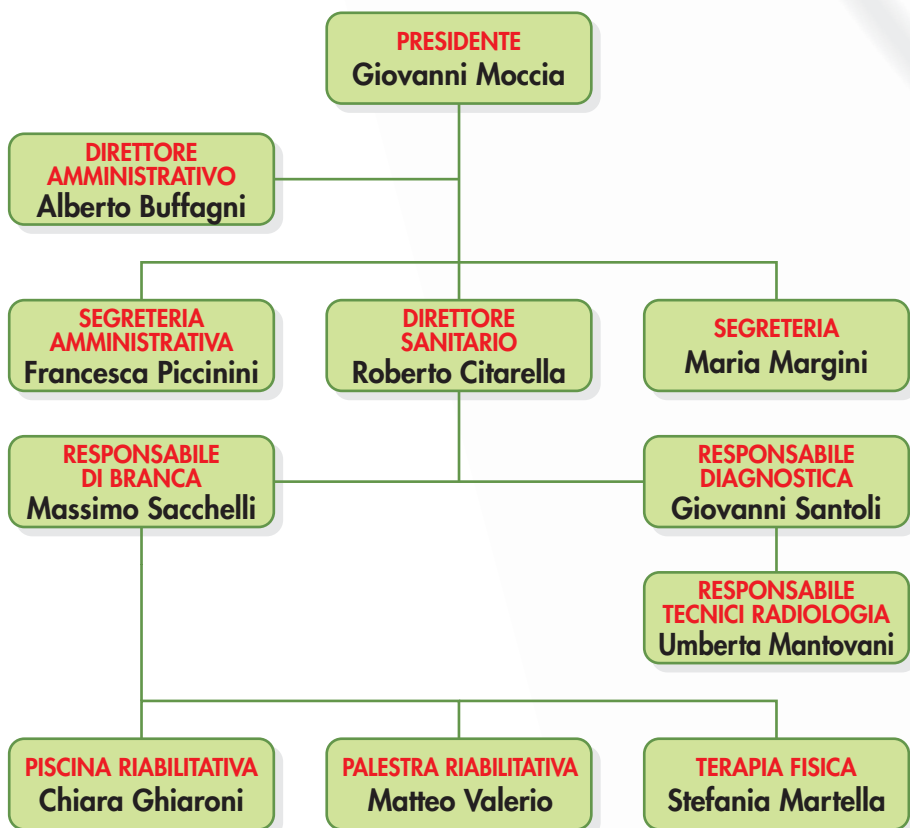 PRESIDENTE
Giovanni Moccia
DIRETTORE
AMMINISTRATIVO
Alberto Buffagni
SEGRETERIA
AMMINISTRATIVA
Francesca Piccinini
DIRETTORE
SANITARIO
Roberto Citarella
SEGRETERIA
Maria Margini
RESPONSABILE
DI BRANCA
Massimo Sacchelli
RESPONSABILE
DIAGNOSTICA
Giovanni Santoli
RESPONSABILE
TECNICI RADIOLOGIA
Umberta Mantovani
PISCINA RIABILITATIVA
Chiara Ghiaroni
PALESTRA RIABILITATIVA
Matteo Valerio
TERAPIA FISICA
Stefania Martella